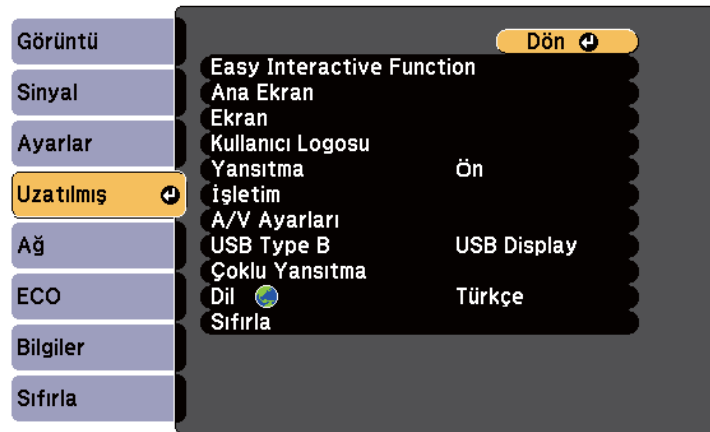 Görüntü
Sinyal
Ayarlar
Uzatılmış
Ağ
ECO
Bilgiler
Sıfırla
Dön
Easy Interactive Function
Ana Ekran
Ekran
Kullanıcı Logosu
Yansıtma Ön
İşletim
A/V Ayarları
USB Type B USB Display
Çoklu Yansıtma
Dil Türkçe
Sıfırla